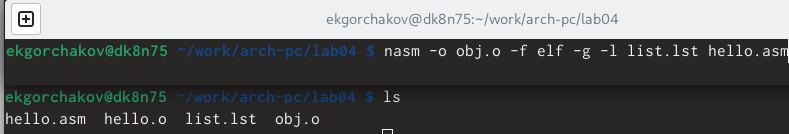 ekgorchakov@dk8n75:~/work/arch-pc/lab04
ekgorchakov@dk8n75 ~/work/arch-pc/lab04 $ nasm -o obj.o -f elf -g -l list.lst hello.asm
ekgorchakov@dk8n75 ~/work/arch-pc/lab04 $ ls
hello.asm  hello.o  list.lst  obj.o